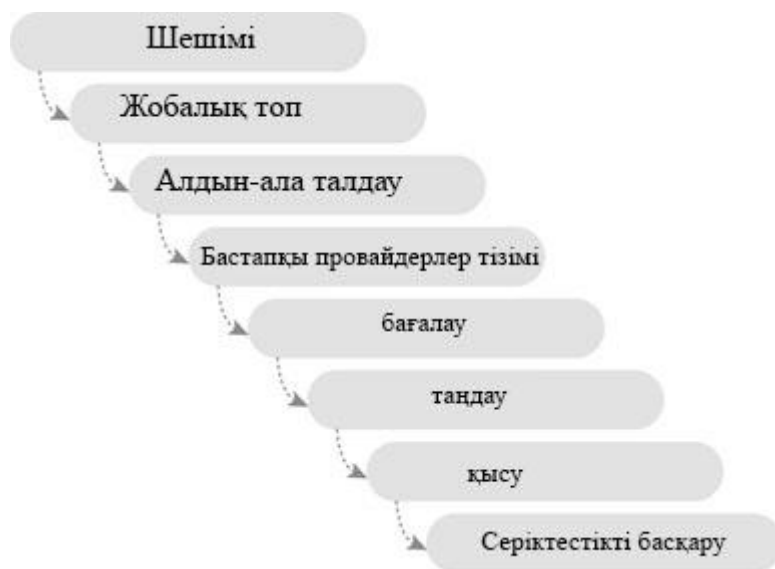 Шешімі
Жобалық топ
Алдын-ала талдау
Бастапқы провайдерлер тізімі
бағалау
таңдау
қысу
Серіктестікті басқару